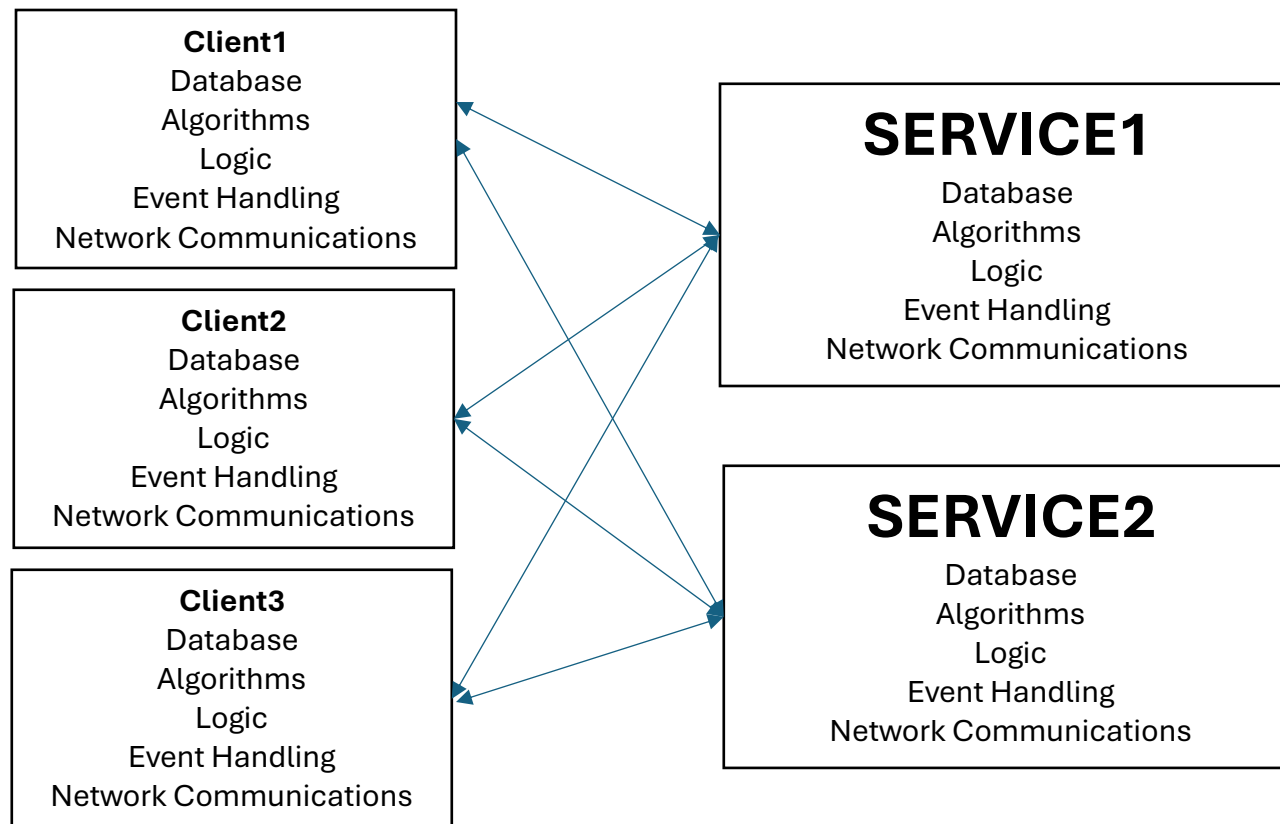 Client1
Database
Algorithms
Logic
Event Handling
Network Communications
Client2
Database
Algorithms
Logic
Event Handling
Network Communications
Client3
Database
Algorithms
Logic
Event Handling
Network Communications
SERVICE1
Database
Algorithms
Logic
Event Handling
Network Communications
SERVICE2
Database
Algorithms
Logic
Event Handling
Network Communications